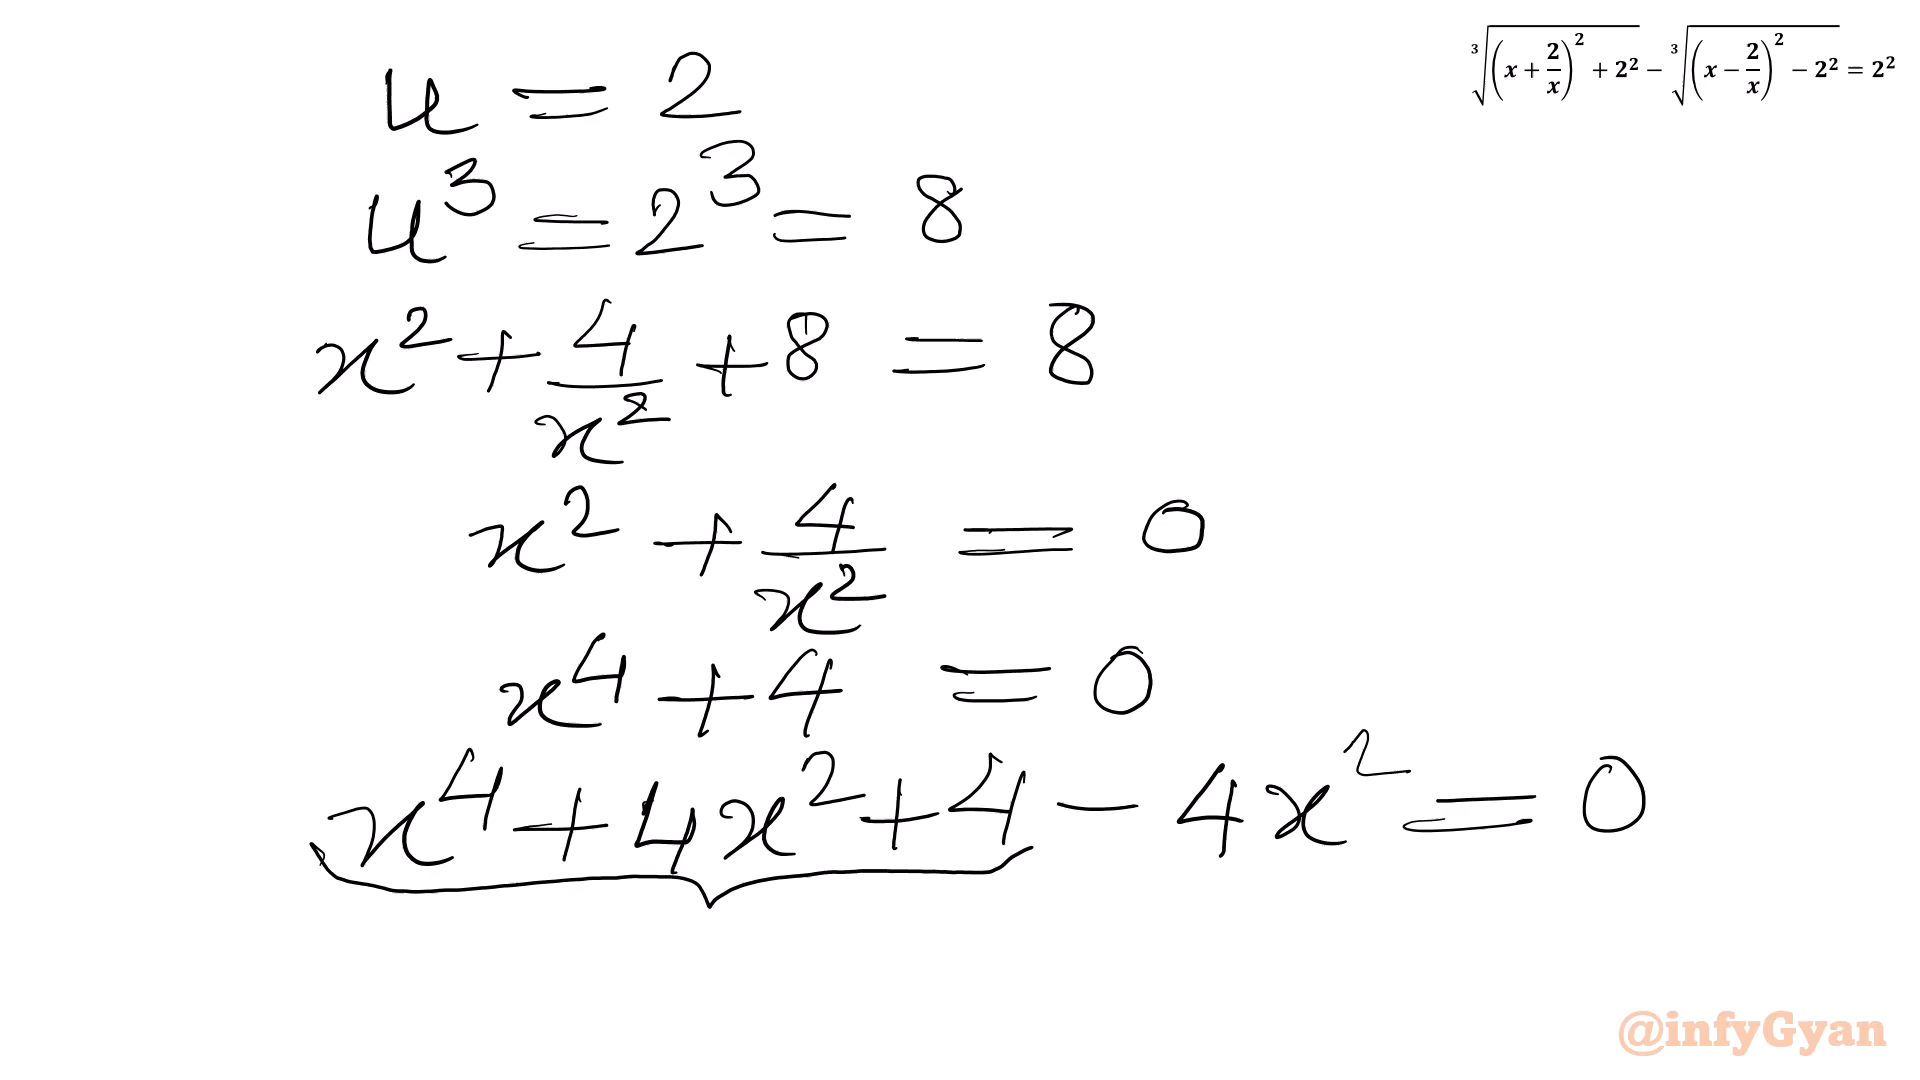 ∛((x + 2/x)² + 2²) − ∛((x − 2/x)² − 2²) = 2²
u = 2
u³ = 2³ = 8
x² + 4/x² + 8 = 8
x² + 4/x² = 0
x⁴ + 4 = 0
x⁴ + 4x² + 4 − 4x² = 0
@infyGyan